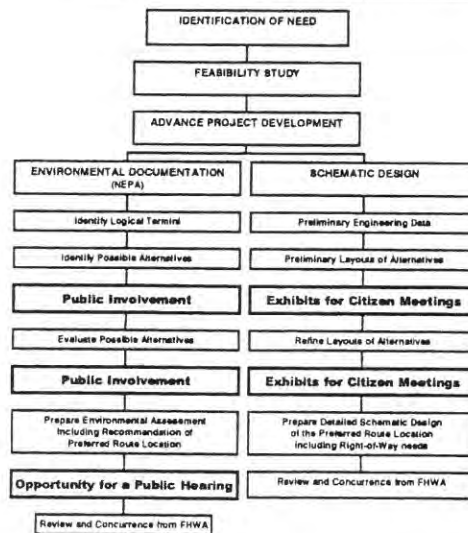 IDENTIFICATION OF NEED
FEASIBILITY STUDY
ADVANCE PROJECT DEVELOPMENT
ENVIRONMENTAL DOCUMENTATION
(NEPA)
Identify Logical Termini
Identify Possible Alternatives
Public Involvement
Evaluate Possible Alternatives
Public Involvement
Prepare Environmental Assessment
Including Recommendation of
Preferred Route Location
Opportunity for a Public Hearing
Review and Concurrence from FHWA
SCHEMATIC DESIGN
Preliminary Engineering Data
Preliminary Layouts of Alternatives
Exhibits for Citizen Meetings
Refine Layouts of Alternatives
Exhibits for Citizen Meetings
Prepare Detailed Schematic Design
of the Preferred Route Location
including Right-of-Way needs
Review and Concurrence from FHWA